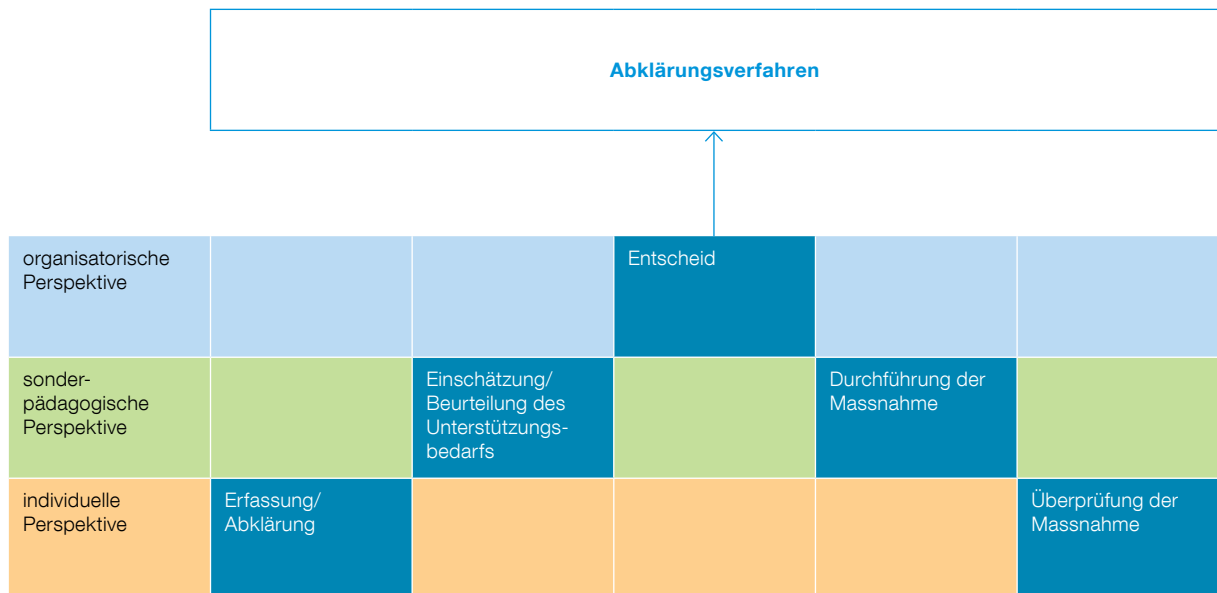 Abklärungsverfahren
organisatorische
Perspektive
Entscheid
sonder-
pädagogische
Perspektive
Einschätzung/
Beurteilung des
Unterstützungs-
bedarfs
Durchführung der
Massnahme
individuelle
Perspektive
Erfassung/
Abklärung
Überprüfung der
Massnahme